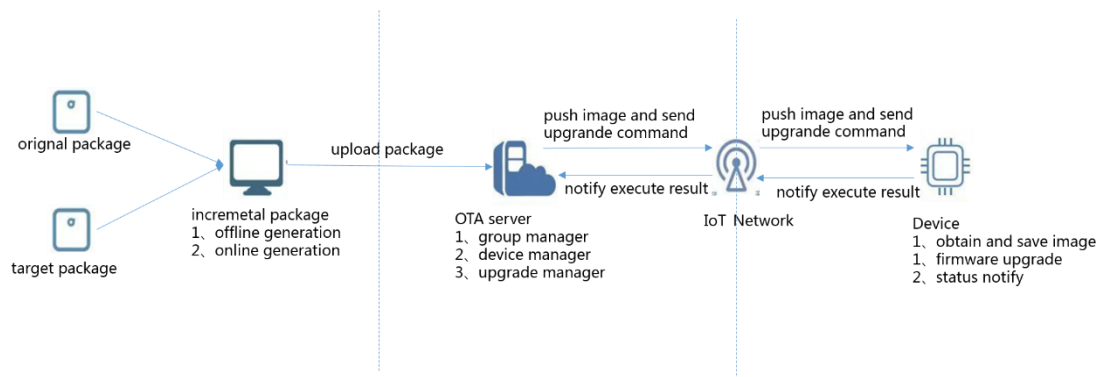 orignal package
target package
incremetal package
1、offline generation
2、online generation
upload package
OTA server
1、group manager
2、device manager
3、upgrade manager
push image and send
upgrande command
notify execute result
IoT Network
push image and send
upgrande command
notify execute result
Device
1、obtain and save image
1、firmware upgrade
2、status notify